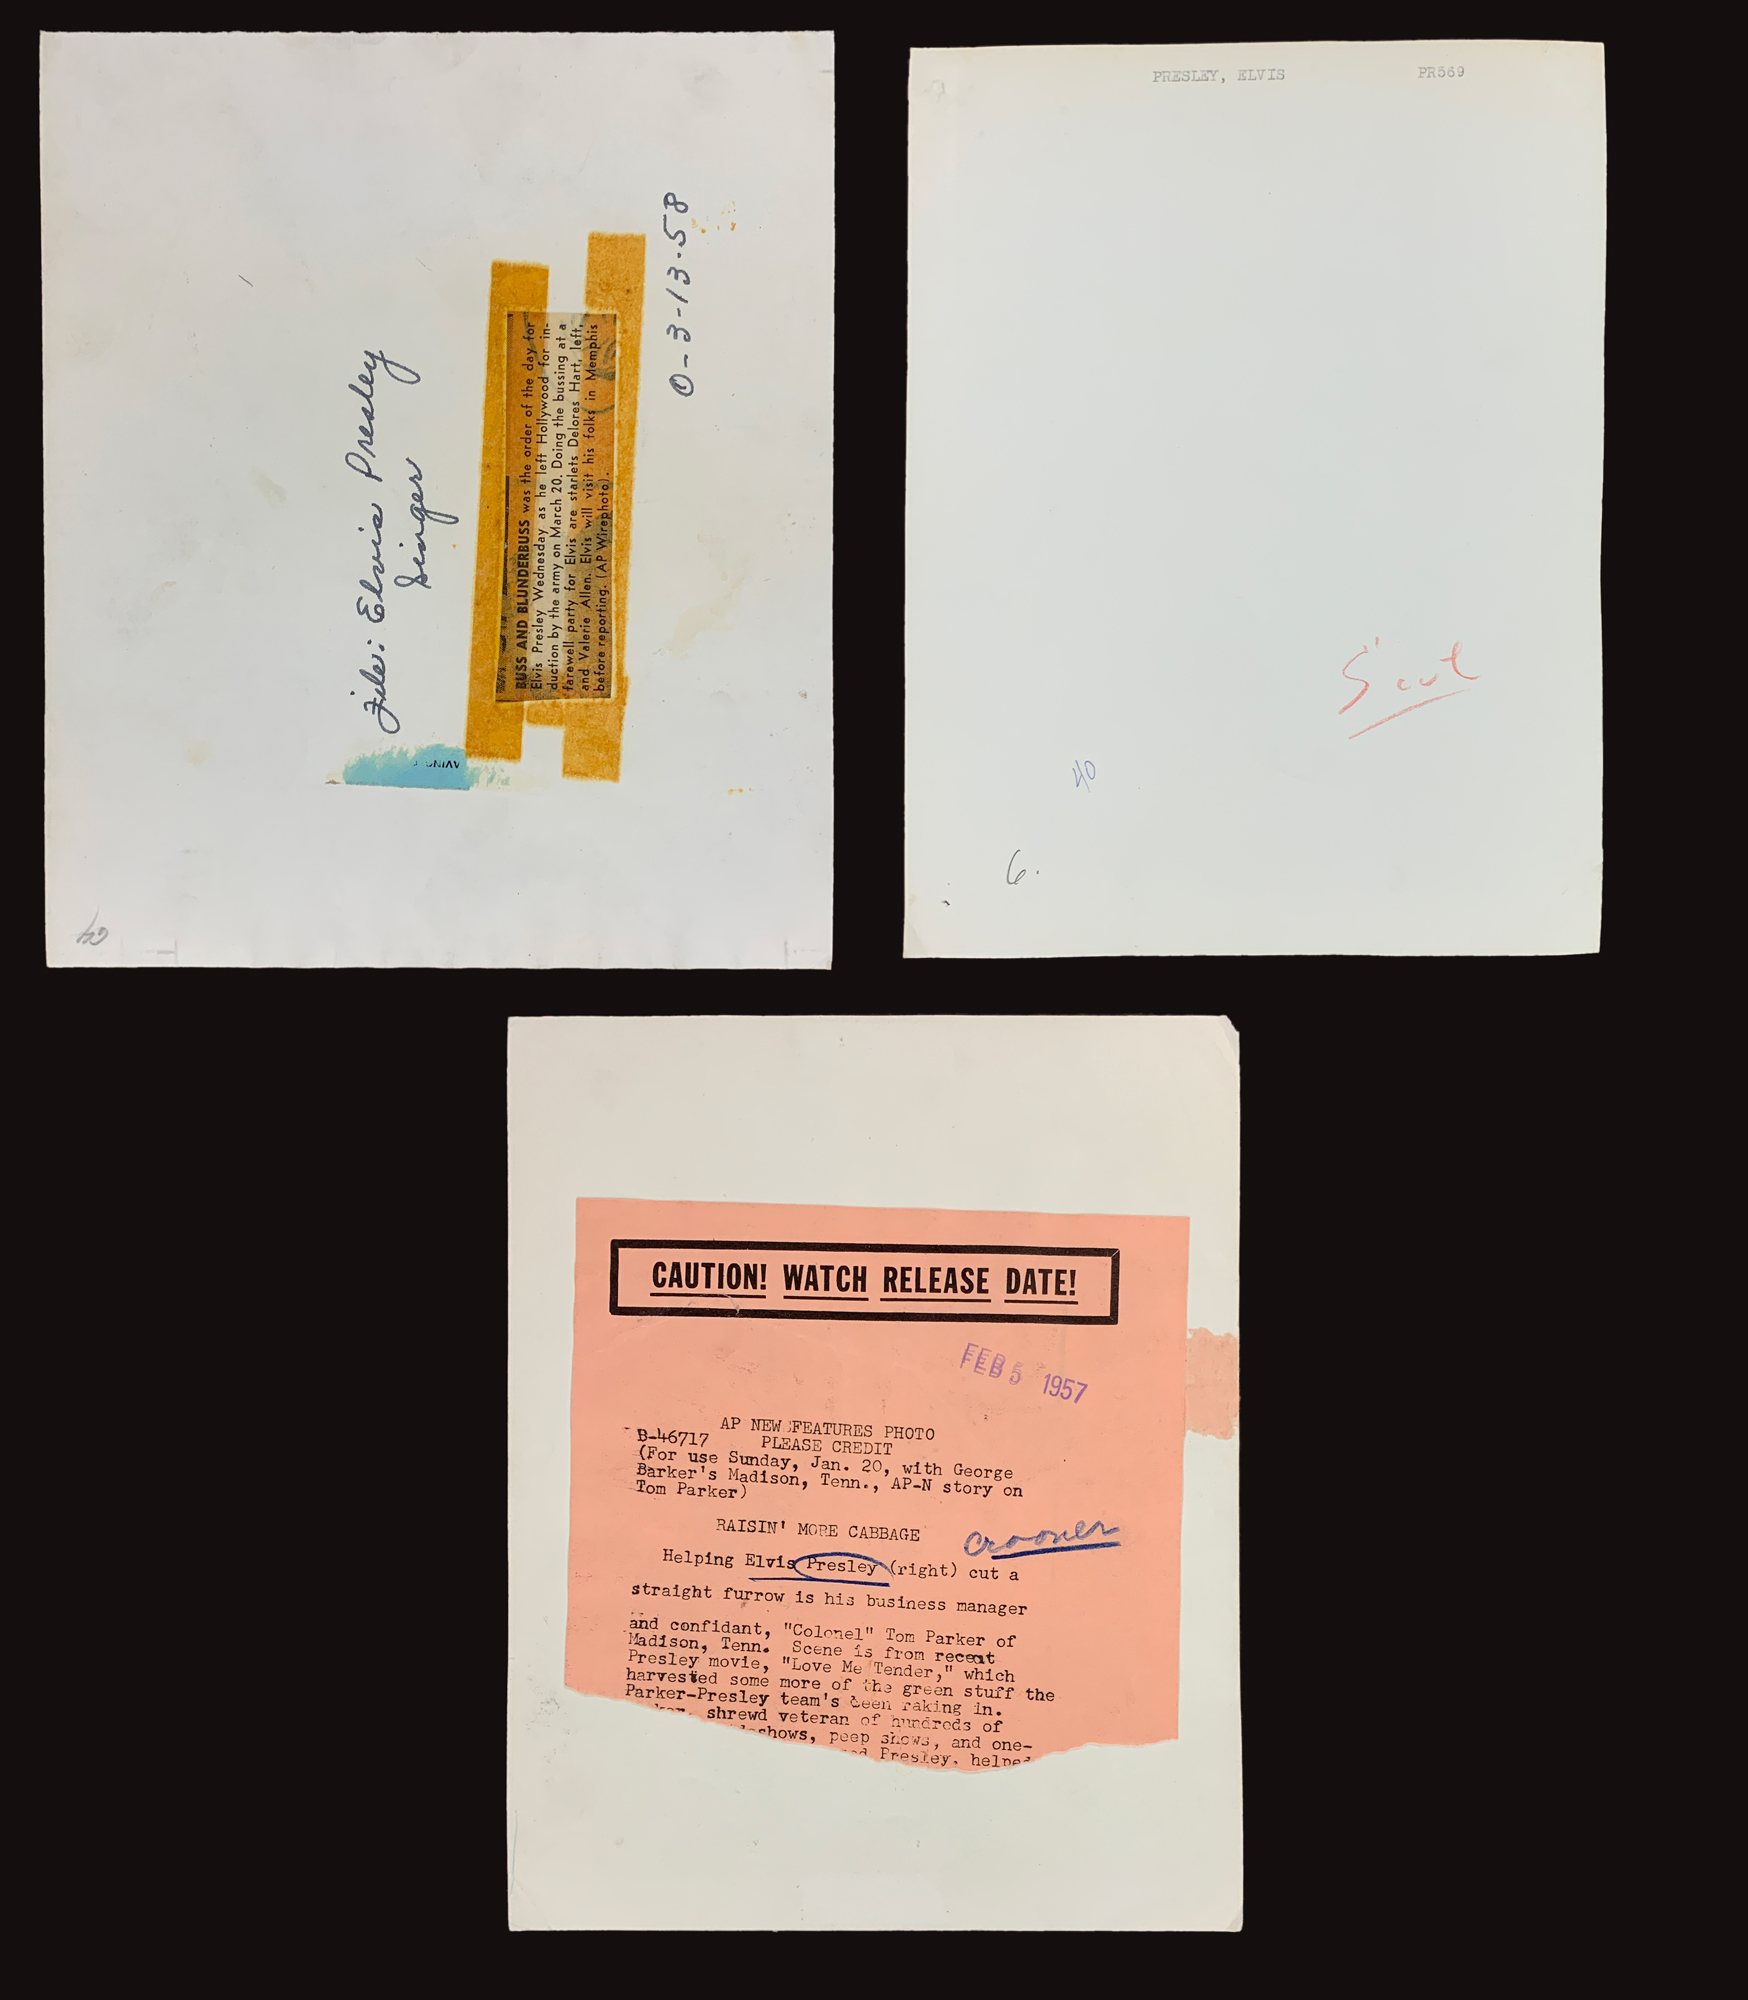 File: Elvis Presley
Singer
BUSS AND BLUNDERBUSS was the order of the day for
Elvis Presley Wednesday as he left Hollywood for in-
duction by the army on March 20. Doing the bussing at a
farewell party for Elvis are starlets Delores Hart, left,
and Valerie Allen. Elvis will visit his folks in Memphis
before reporting. (AP Wirephoto).
0-3-13-58
PRESLEY, ELVIS PR569
40
6.
CAUTION! WATCH RELEASE DATE!
FEB 5 1957
AP NEWSFEATURES PHOTO
B-46717 PLEASE CREDIT
(For use Sunday, Jan. 20, with George
Barker's Madison, Tenn., AP-N story on
Tom Parker)
RAISIN' MORE CABBAGE
crooner
Helping Elvis Presley (right) cut a
straight furrow is his business manager
and confidant, "Colonel" Tom Parker of
Madison, Tenn. Scene is from recent
Presley movie, "Love Me Tender," which
harvested some more of the green stuff the
Parker-Presley team's been raking in.
shrewd veteran of hundreds of
peep shows, and one-
Presley, helped